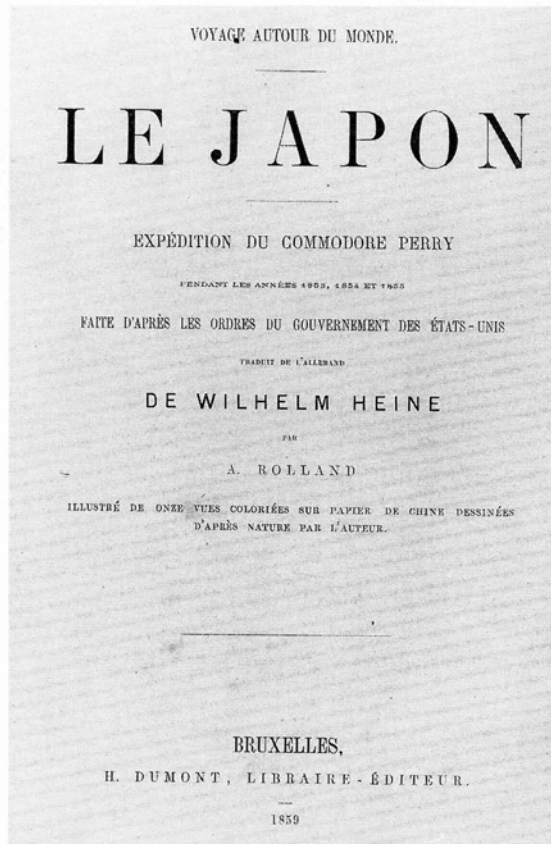 VOYAGE AUTOUR DU MONDE.
LE JAPON
EXPÉDITION DU COMMODORE PERRY
PENDANT LES ANNÉES 1853, 1854 ET 1855
FAITE D'APRÈS LES ORDRES DU GOUVERNEMENT DES ÉTATS-UNIS
TRADUIT DE L'ALLEMAND
DE WILHELM HEINE
PAR
A. ROLLAND
ILLUSTRÉ DE ONZE VUES COLORIÉES SUR PAPIER DE CHINE DESSINÉES
D'APRÈS NATURE PAR L'AUTEUR.
BRUXELLES,
H. DUMONT, LIBRAIRE-ÉDITEUR.
1859